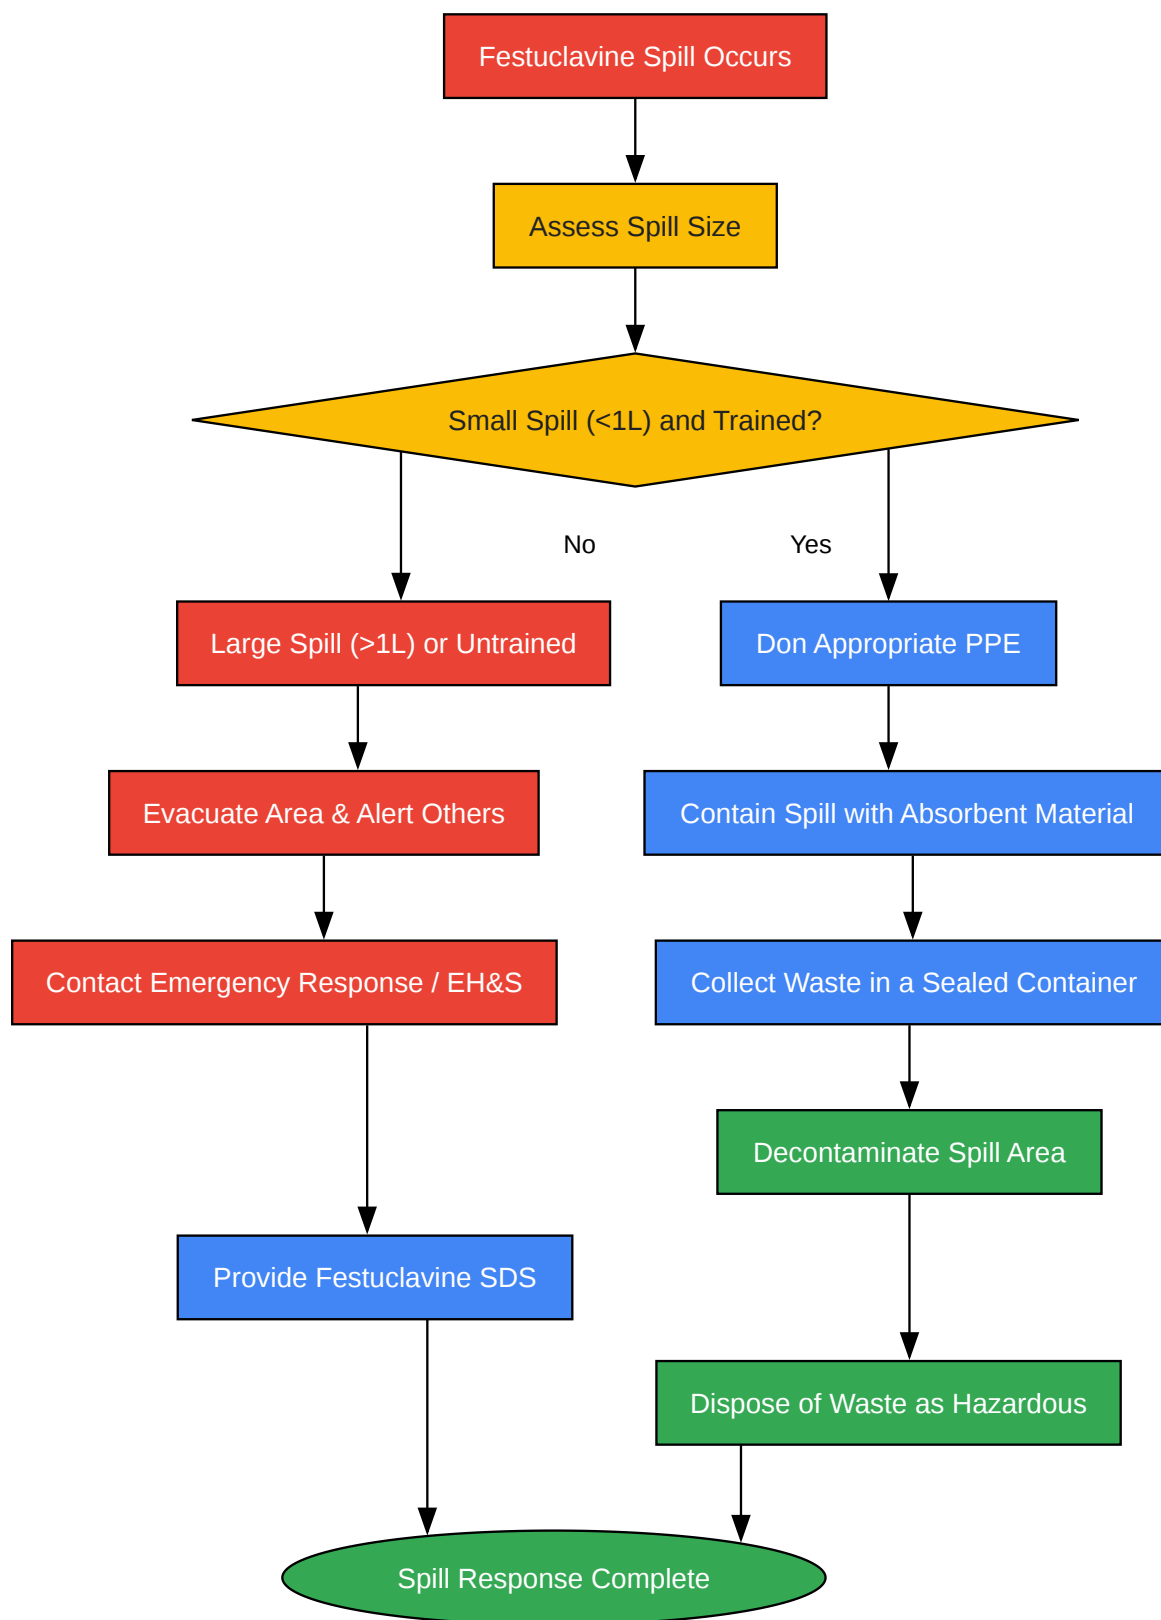 Festuclavine Spill Occurs
Assess Spill Size
Small Spill (<1L) and Trained?
No
Yes
Large Spill (>1L) or Untrained
Don Appropriate PPE
Evacuate Area & Alert Others
Contain Spill with Absorbent Material
Contact Emergency Response / EH&S
Collect Waste in a Sealed Container
Decontaminate Spill Area
Provide Festuclavine SDS
Dispose of Waste as Hazardous
Spill Response Complete